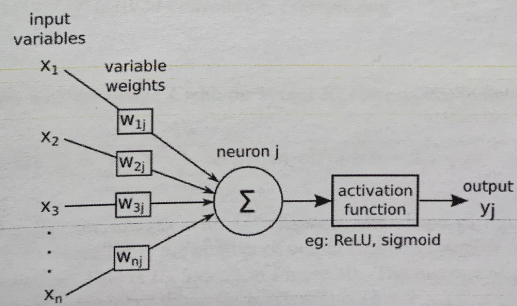 input
variables
x1
variable
weights
w1j
x2
w2j
neuron j
x3
w3j
Σ
activation
function
output
yj
eg: ReLU, sigmoid
wnj
xn